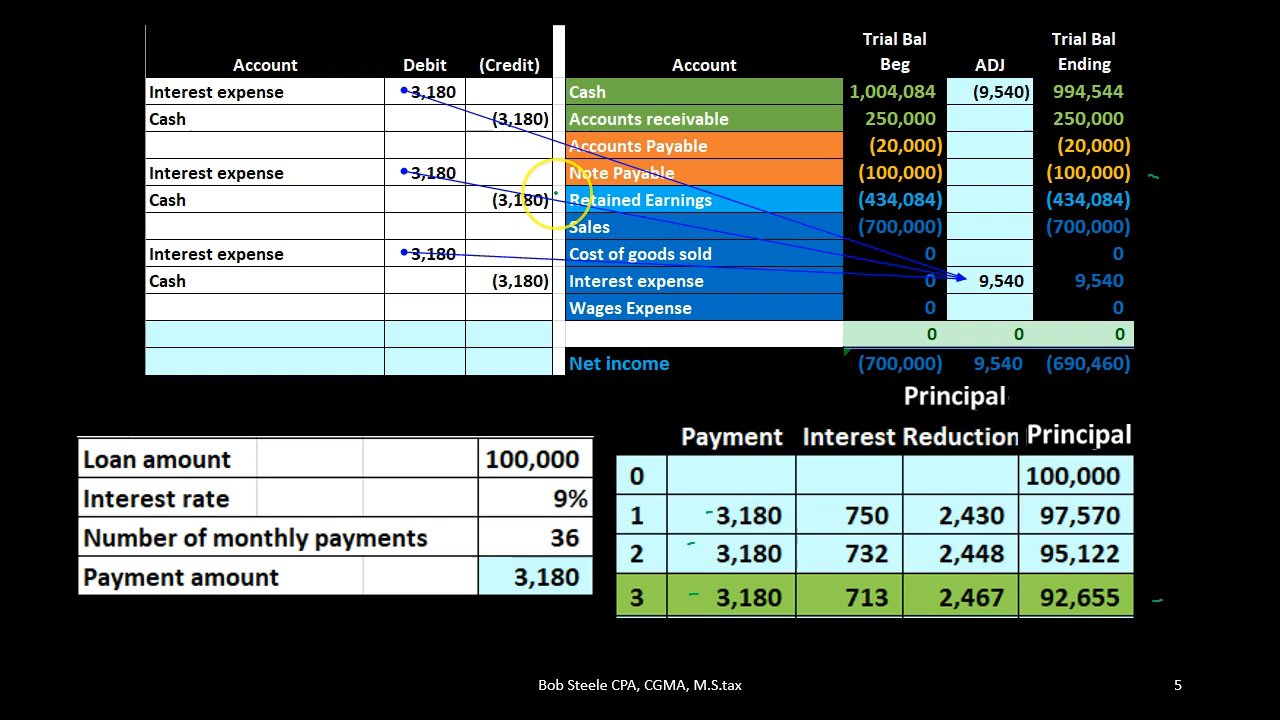 Trial Bal Trial Bal
Account Debit (Credit) Account Beg ADJ Ending
Interest expense 3,180 Cash 1,004,084 (9,540) 994,544
Cash (3,180) Accounts receivable 250,000 250,000
Accounts Payable (20,000) (20,000)
Interest expense 3,180 Note Payable (100,000) (100,000)
Cash (3,180) Retained Earnings (434,084) (434,084)
Sales (700,000) (700,000)
Interest expense 3,180 Cost of goods sold 0 0
Cash (3,180) Interest expense 0 9,540 9,540
Wages Expense 0 0
0 0 0
Net income (700,000) 9,540 (690,460)
Principal
Payment Interest Reduction Principal
Loan amount 100,000
Interest rate 9%
Number of monthly payments 36
Payment amount 3,180
0 100,000
1 3,180 750 2,430 97,570
2 3,180 732 2,448 95,122
3 3,180 713 2,467 92,655
Bob Steele CPA, CGMA, M.S.tax 5